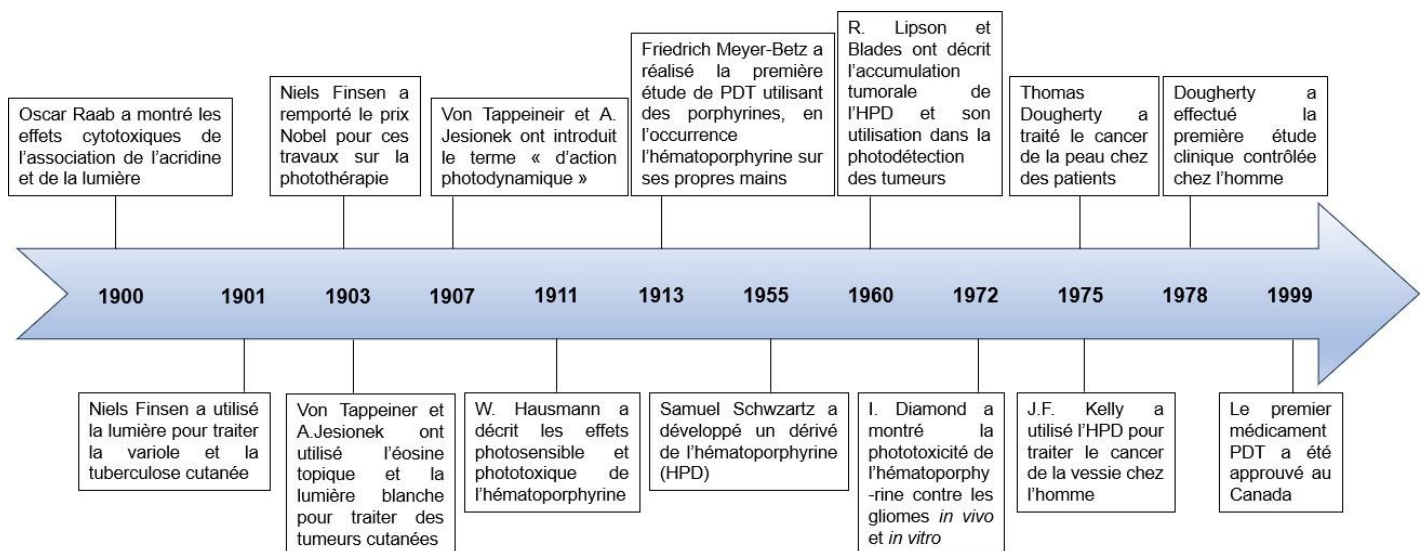 Oscar Raab a montré les
effets cytotoxiques de
l'association de l'acridine
et de la lumière
Niels Finsen a
remporté le prix
Nobel pour ces
travaux sur la
photothérapie
Von Tappeineir et A.
Jesionek ont introduit
le terme « d'action
photodynamique »
Friedrich Meyer-Betz a
réalisé la première
étude de PDT utilisant
des porphyrines, en
l'occurrence
l'hématoporphyrine sur
ses propres mains
R. Lipson et
Blades ont décrit
l'accumulation
tumorale de
l'HPD et son
utilisation dans la
photodétection
des tumeurs
Thomas
Dougherty a
traité le cancer
de la peau chez
des patients
Dougherty a
effectué la
première étude
clinique contrôlée
chez l'homme
1900 1901 1903 1907 1911 1913 1955 1960 1972 1975 1978 1999
Niels Finsen a utilisé
la lumière pour traiter
la variole et la
tuberculose cutanée
Von Tappeiner et
A.Jesionek ont
utilisé l'éosine
topique et la
lumière blanche
pour traiter des
tumeurs cutanées
W. Hausmann a
décrit les effets
photosensible et
phototoxique de
l'hématoporphyrine
Samuel Schwzartz a
développé un dérivé
de l'hématoporphyrine
(HPD)
I. Diamond a
montré la
phototoxicité de
l'hématoporphy
-rine contre les
gliomes in vivo
et in vitro
J.F. Kelly a
utilisé l'HPD pour
traiter le cancer
de la vessie chez
l'homme
Le premier
médicament
PDT a été
approuvé au
Canada